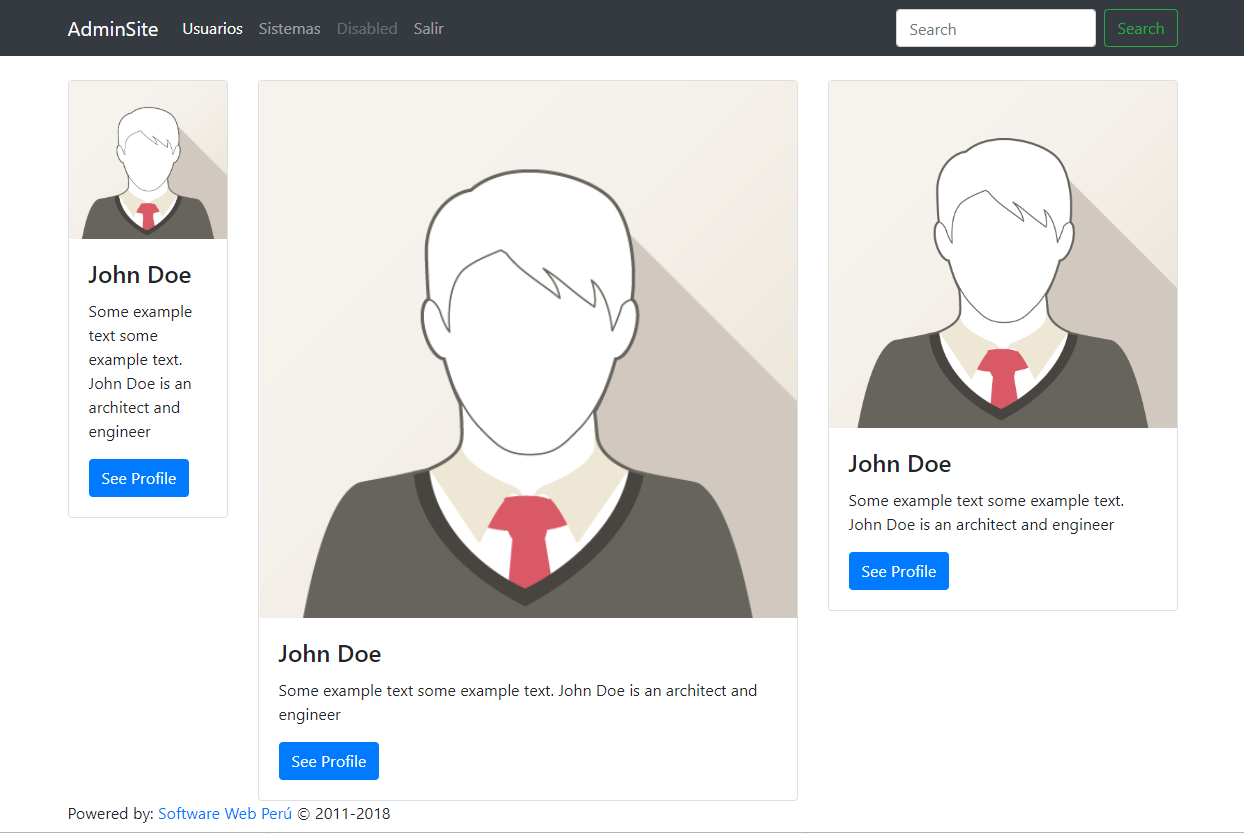 AdminSite Usuarios Sistemas Disabled Salir Search Search
John Doe
Some example
text some
example text.
John Doe is an
architect and
engineer
See Profile
John Doe
Some example text some example text. John Doe is an architect and
engineer
See Profile
John Doe
Some example text some example text.
John Doe is an architect and engineer
See Profile
Powered by: Software Web Perú © 2011-2018